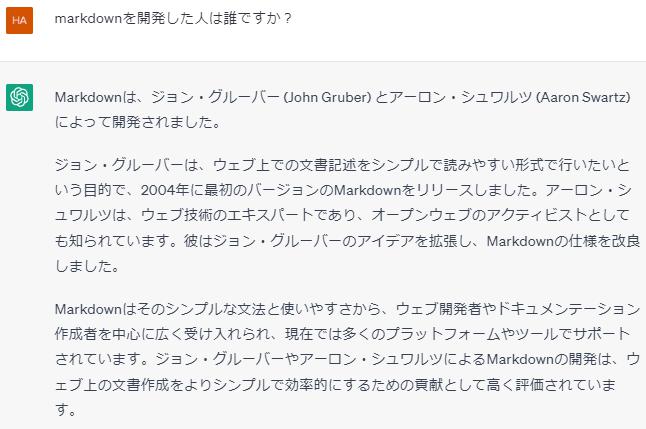 HA
markdownを開発した人は誰ですか？
Markdownは、ジョン・グルーバー (John Gruber) とアーロン・シュワルツ (Aaron Swartz)
によって開発されました。
ジョン・グルーバーは、ウェブ上での文書記述をシンプルで読みやすい形式で行いたいと
いう目的で、2004年に最初のバージョンのMarkdownをリリースしました。アーロン・シ
ュワルツは、ウェブ技術のエキスパートであり、オープンウェブのアクティビストとして
も知られています。彼はジョン・グルーバーのアイデアを拡張し、Markdownの仕様を改良
しました。
Markdownはそのシンプルな文法と使いやすさから、ウェブ開発者やドキュメンテーション
作成者を中心に広く受け入れられ、現在では多くのプラットフォームやツールでサポート
されています。ジョン・グルーバーやアーロン・シュワルツによるMarkdownの開発は、ウ
ェブ上の文書作成をよりシンプルで効率的にするための貢献として高く評価されていま
す。